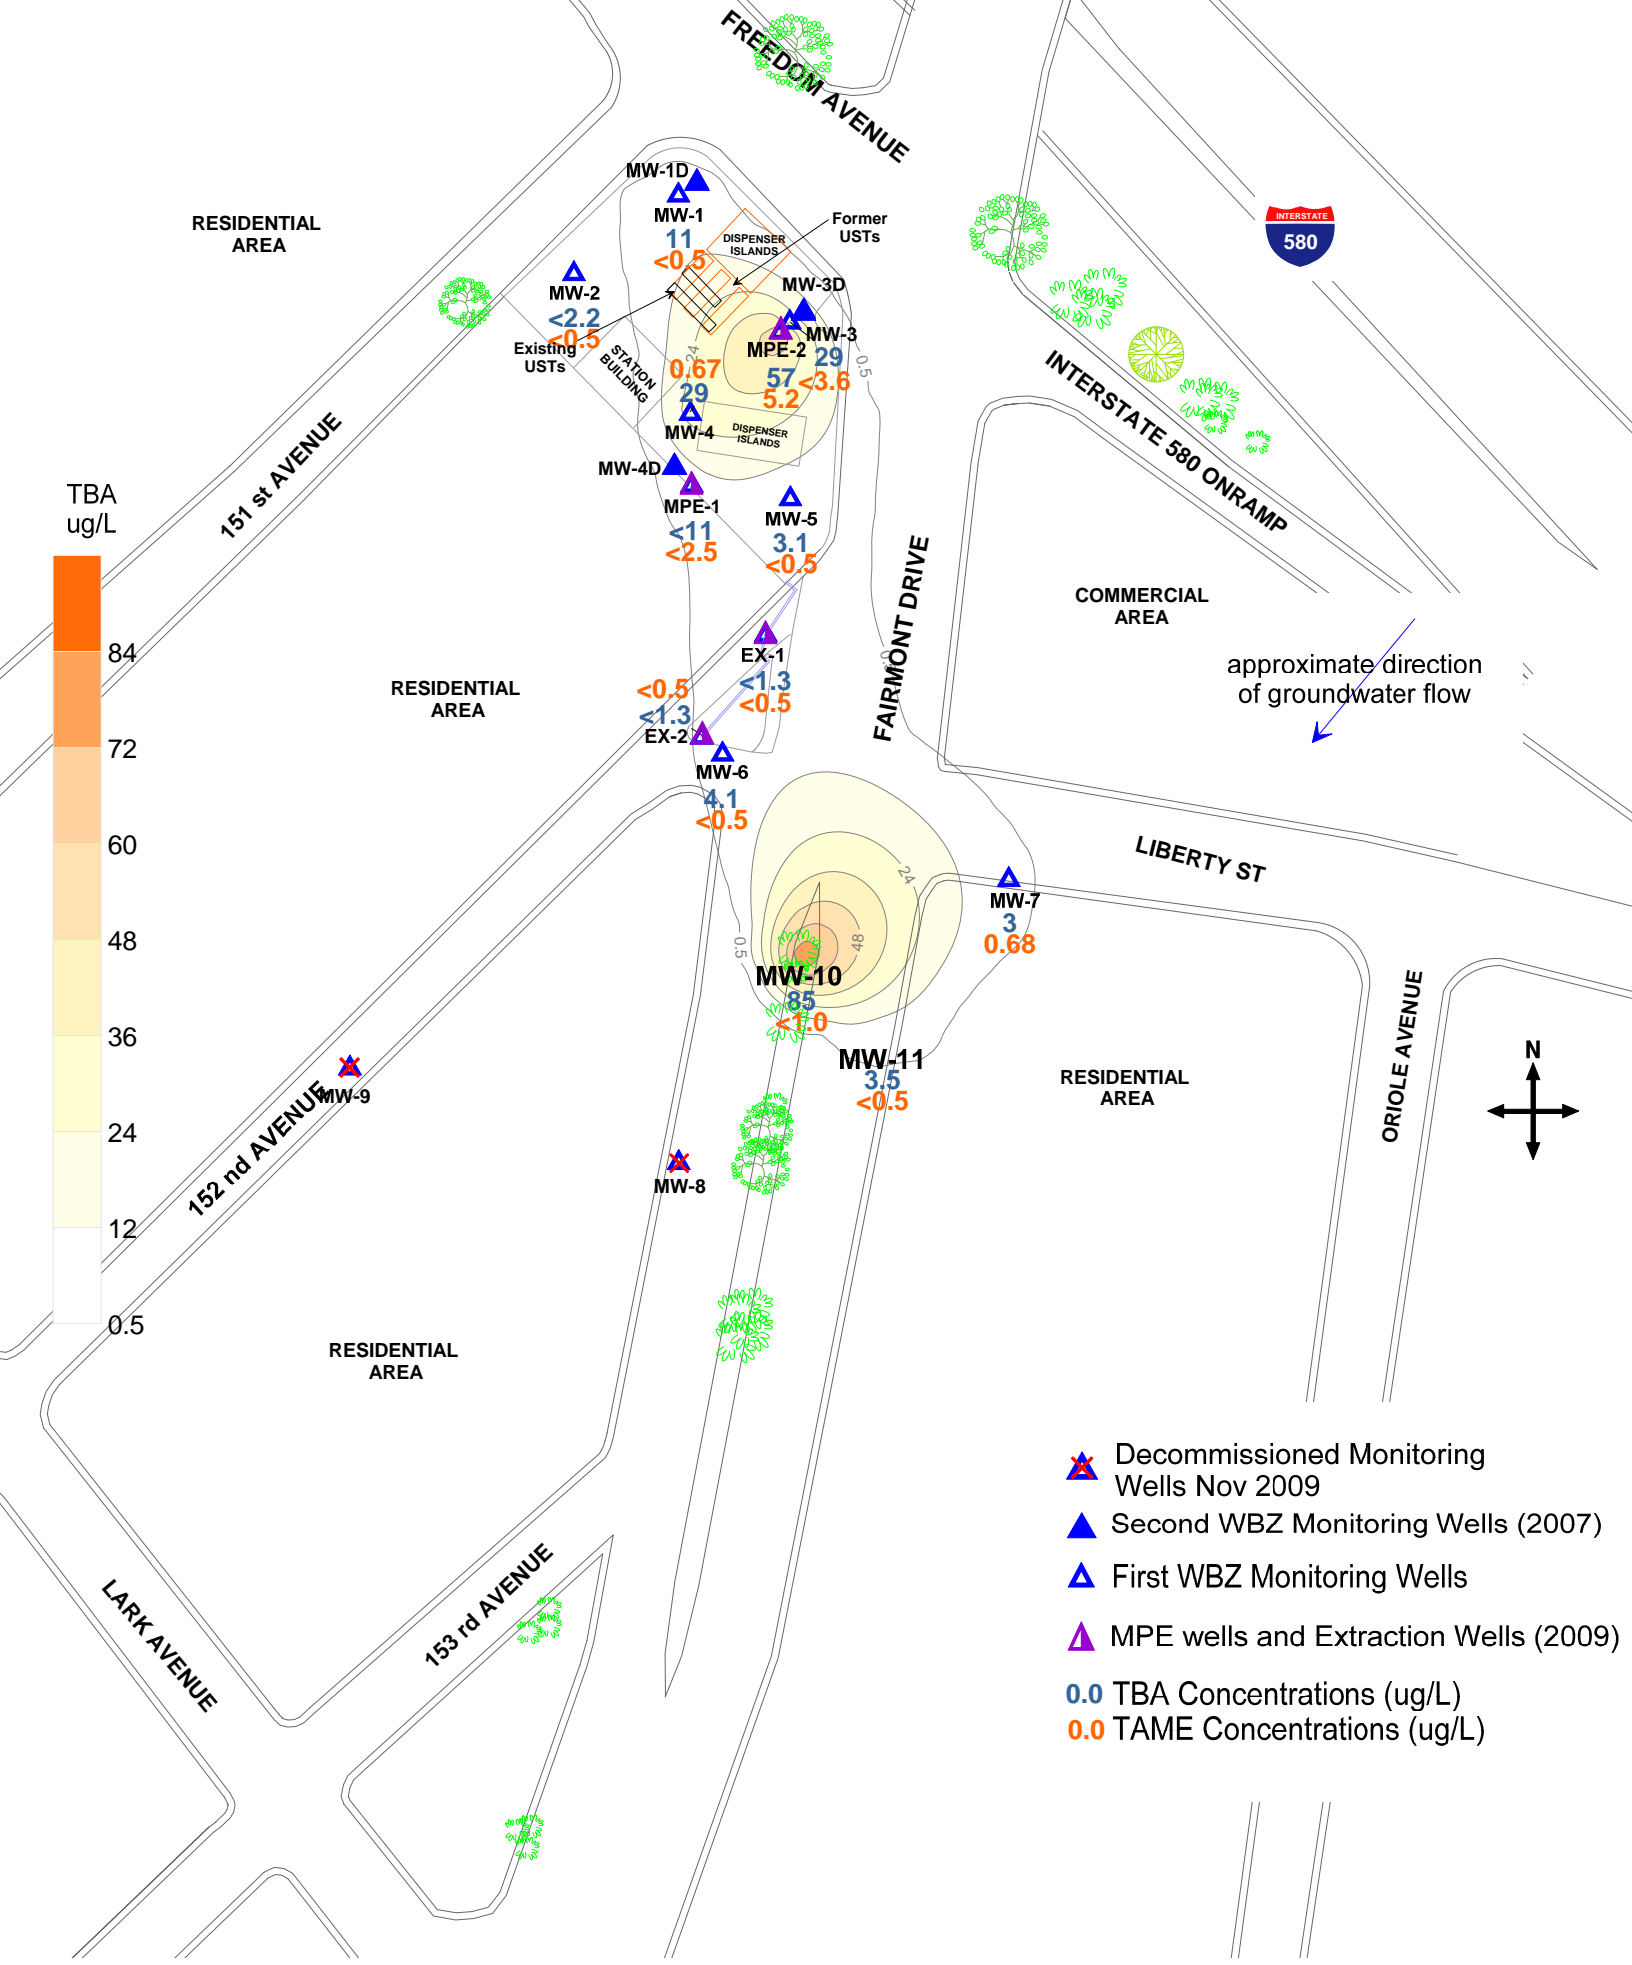 FREEDOM AVENUE
MW-1D
MW-1
11
<0.5
RESIDENTIAL
AREA
Former
USTs
DISPENSER
ISLANDS
INTERSTATE
580
MW-2
<2.2
<0.5
MW-3D
MW-3
29
<3.6
MPE-2
57
5.2
Existing
USTs
STATION
BUILDING
24
0.5
0.67
29
MW-4
DISPENSER
ISLANDS
MW-4D
MPE-1
<11
<2.5
MW-5
3.1
<0.5
INTERSTATE 580 ONRAMP
151 st AVENUE
TBA
ug/L
84
72
60
48
36
24
12
0.5
COMMERCIAL
AREA
FAIRMONT DRIVE
EX-1
<1.3
<0.5
approximate direction
of groundwater flow
RESIDENTIAL
AREA
<0.5
<1.3
EX-2
MW-6
4.1
<0.5
LIBERTY ST
24
48
0.5
MW-7
3
0.68
MW-10
85
<1.0
MW-11
3.5
<0.5
RESIDENTIAL
AREA
ORIOLE AVENUE
N
MW-9
152 nd AVENUE
MW-8
RESIDENTIAL
AREA
LARK AVENUE
153 rd AVENUE
Decommissioned Monitoring
Wells Nov 2009
Second WBZ Monitoring Wells (2007)
First WBZ Monitoring Wells
MPE wells and Extraction Wells (2009)
0.0 TBA Concentrations (ug/L)
0.0 TAME Concentrations (ug/L)